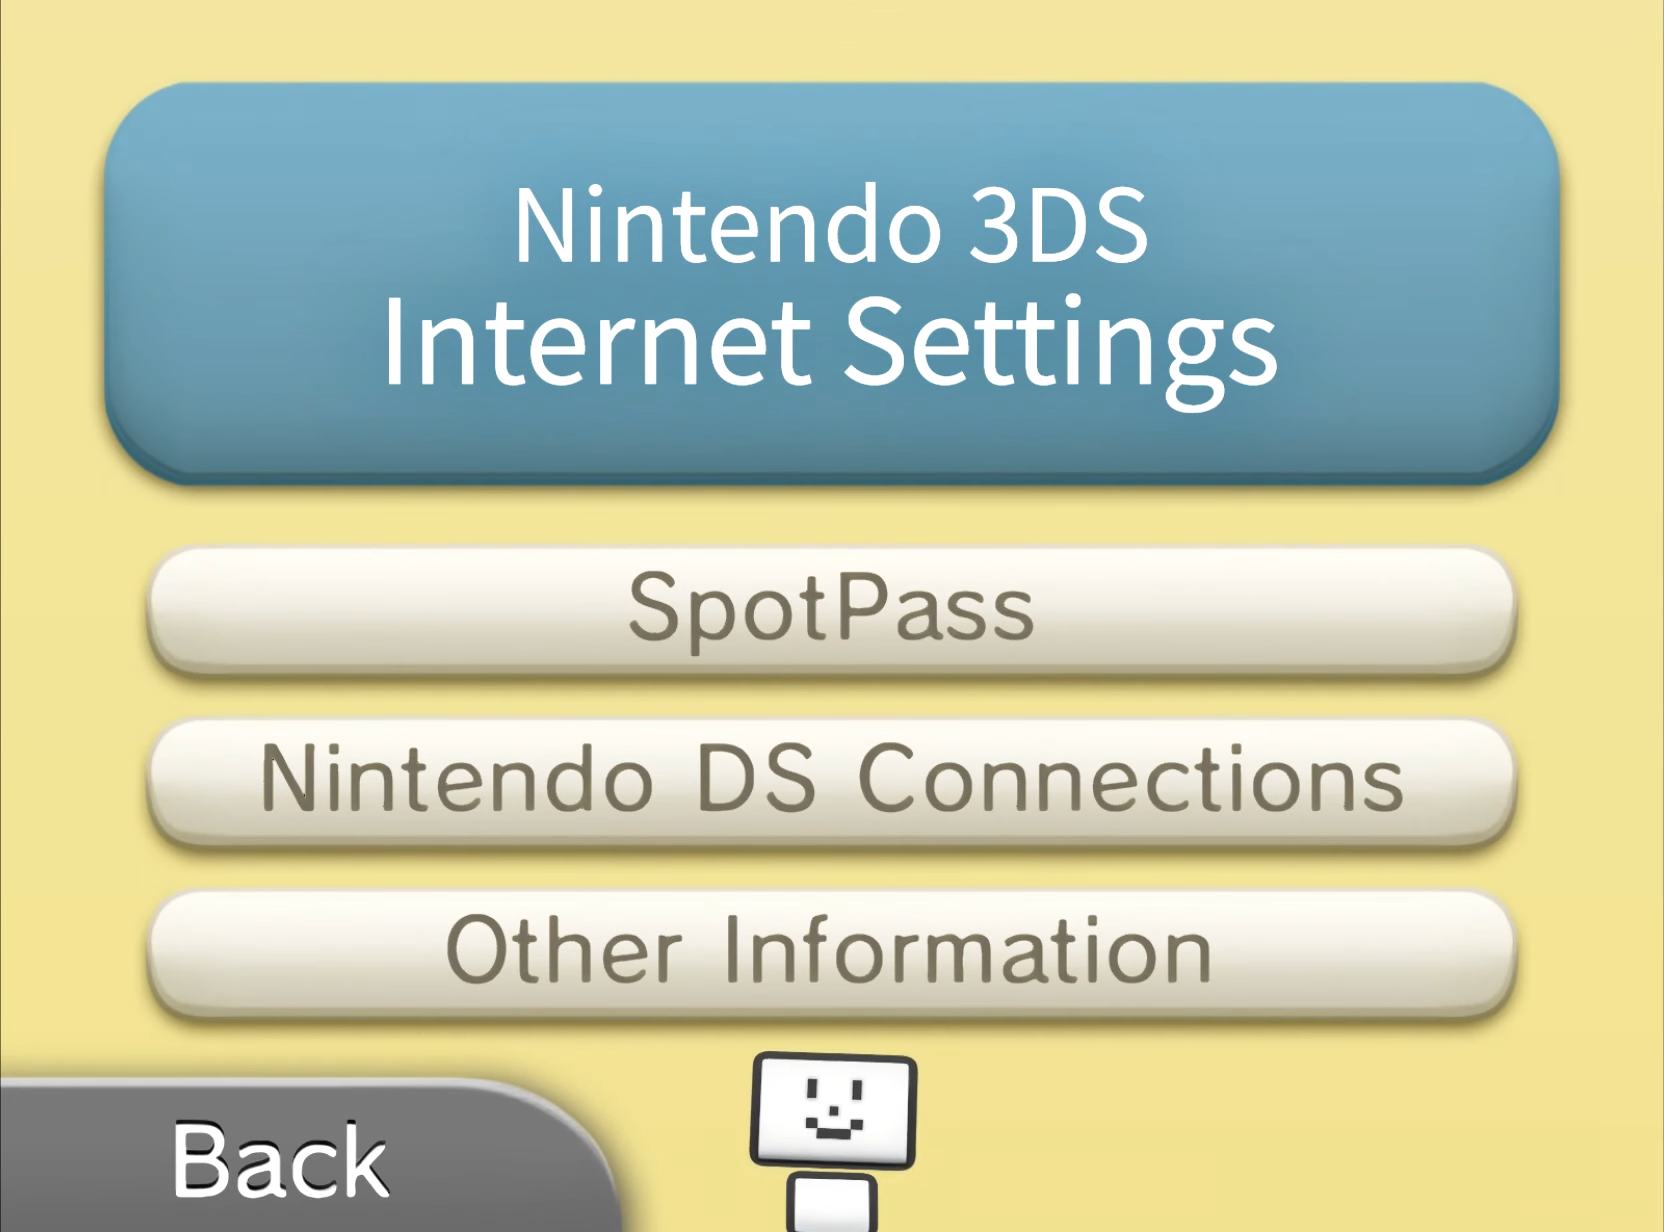 Nintendo 3DS
Internet Settings
SpotPass
Nintendo DS Connections
Other Information
Back